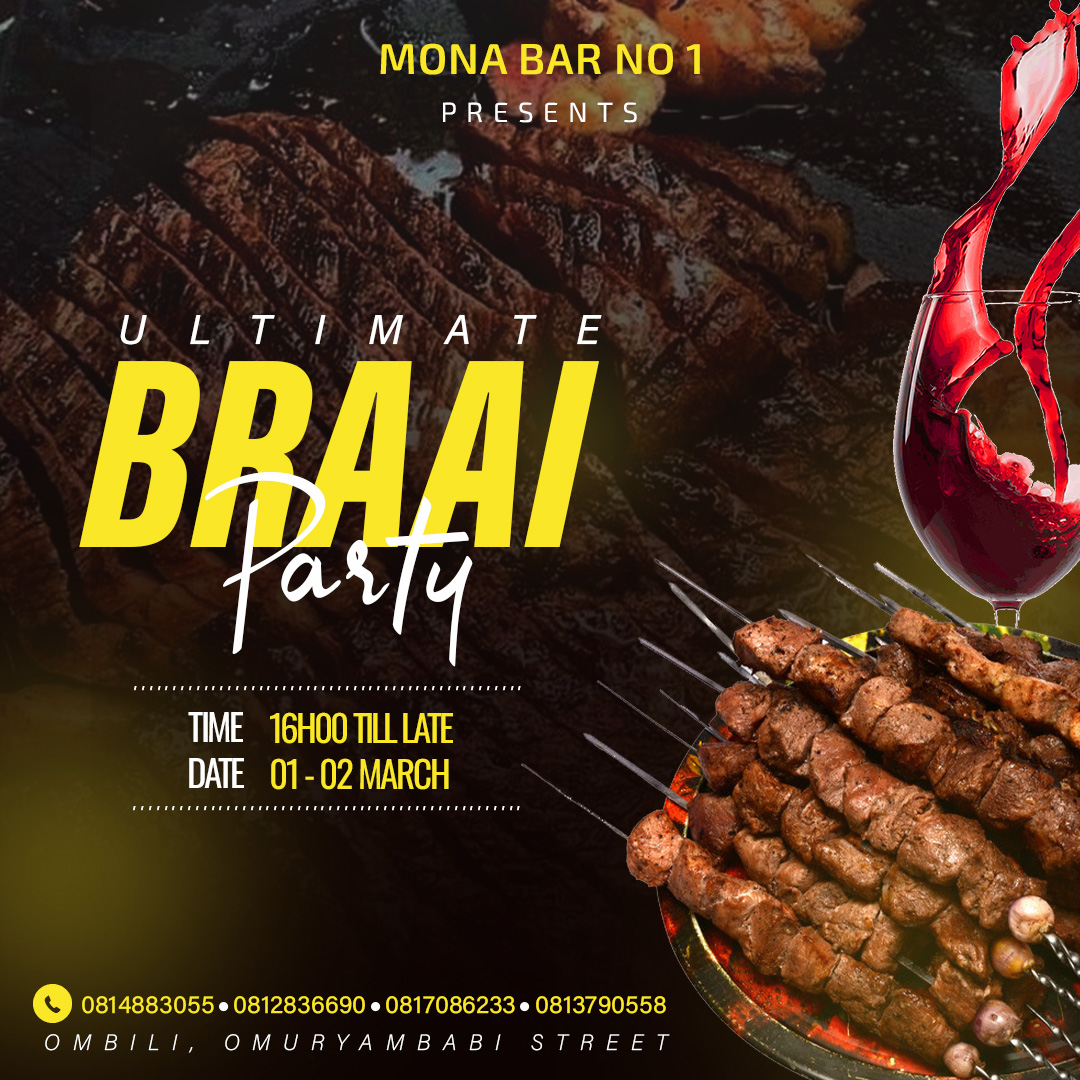 MONA BAR NO 1
PRESENTS
ULTIMATE
BRAAI
Party
TIME 16H00 TILL LATE
DATE 01 - 02 MARCH
0814883055 • 0812836690 • 0817086233 • 0813790558
OMBILI, OMURYAMBABI STREET